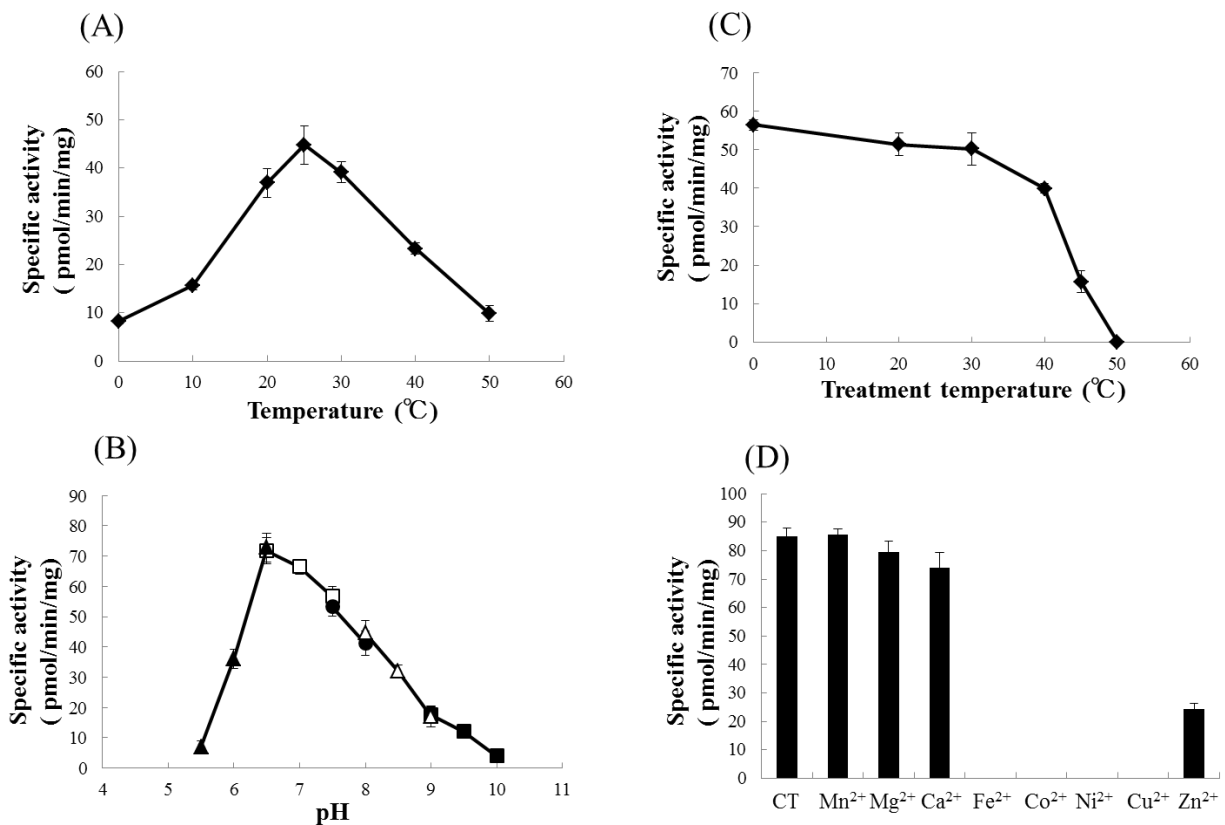 (A)
Specific activity
( pmol/min/mg)
60
50
40
30
20
10
0
0 10 20 30 40 50 60
Temperature (℃)
(B)
Specific activity
( pmol/min/mg)
90
80
70
60
50
40
30
20
10
0
4 5 6 7 8 9 10 11
pH
(C)
Specific activity
( pmol/min/mg)
70
60
50
40
30
20
10
0
0 10 20 30 40 50 60
Treatment temperature (℃)
(D)
Specific activity
( pmol/min/mg)
100
90
80
70
60
50
40
30
20
10
0
CT Mn²⁺ Mg²⁺ Ca²⁺ Fe²⁺ Co²⁺ Ni²⁺ Cu²⁺ Zn²⁺